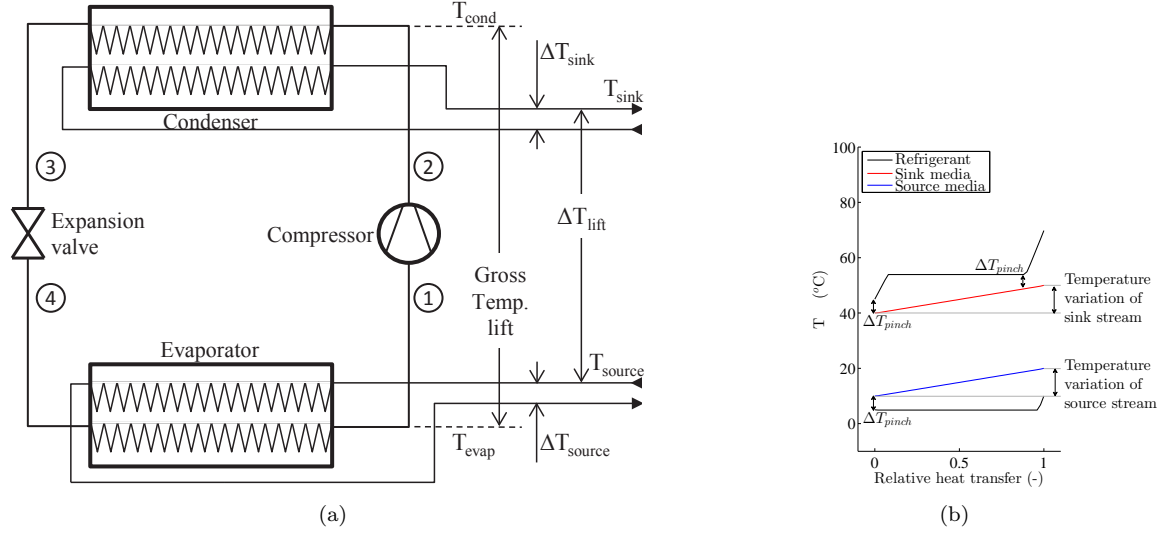 T_cond
ΔT_sink
T_sink
Condenser
3
2
Expansion
valve
Compressor
ΔT_lift
Gross
Temp.
lift
4
1
Evaporator
T_source
T_evap
ΔT_source
(a)
100
80
60
40
20
0
T (°C)
Refrigerant
Sink media
Source media
ΔT_pinch
ΔT_pinch
ΔT_pinch
Temperature
variation of
sink stream
Temperature
variation of
source stream
0
0.5
1
Relative heat transfer (-)
(b)